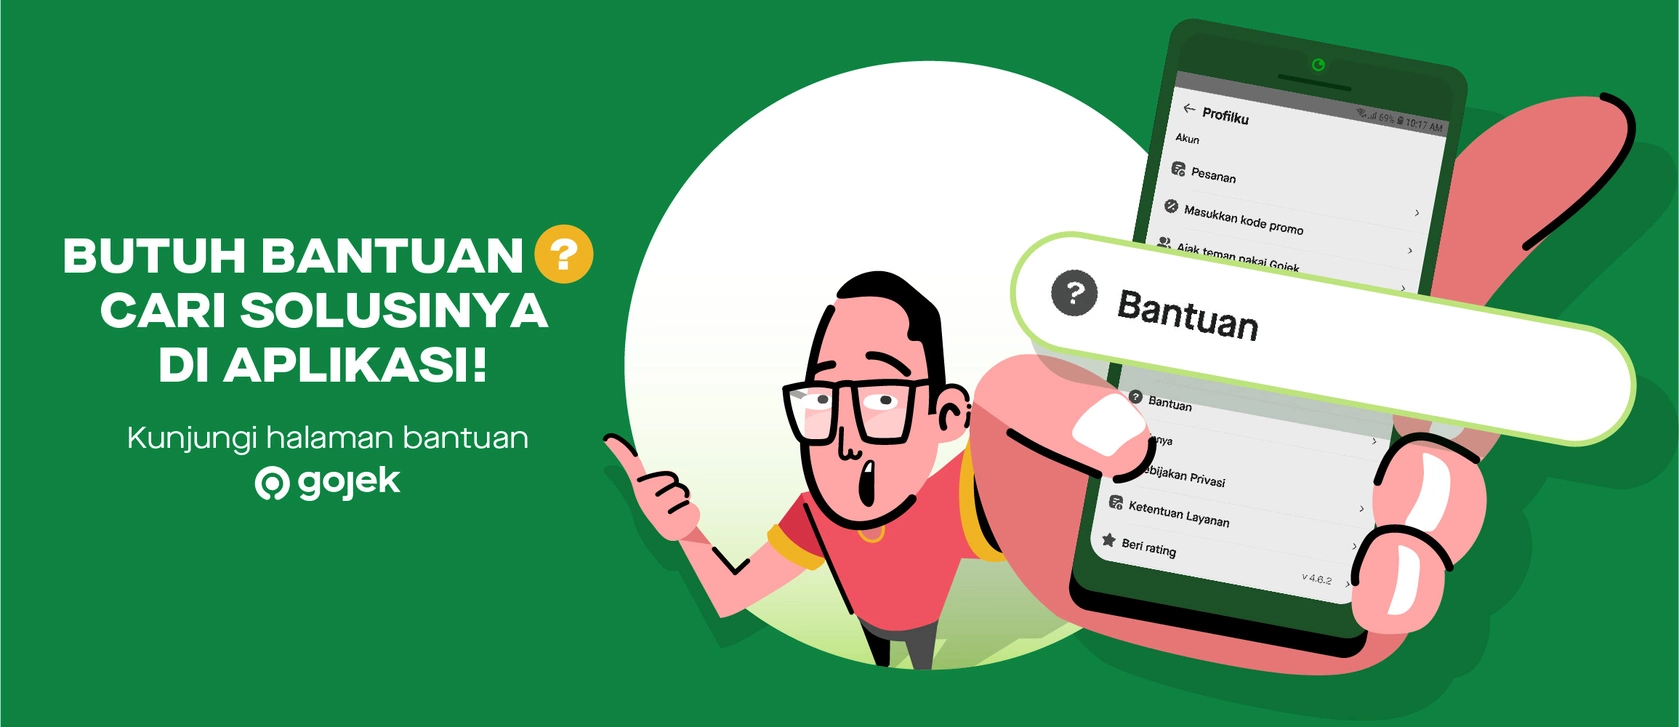 BUTUH BANTUAN ?
CARI SOLUSINYA
DI APLIKASI!
Kunjungi halaman bantuan
gojek
69% 10:17 AM
Profilku
Akun
Pesanan
Masukkan kode promo
Ajak teman pakai Gojek
? Bantuan
? Bantuan
Privasi
Ketentuan Layanan
Beri rating
v 4.6.2